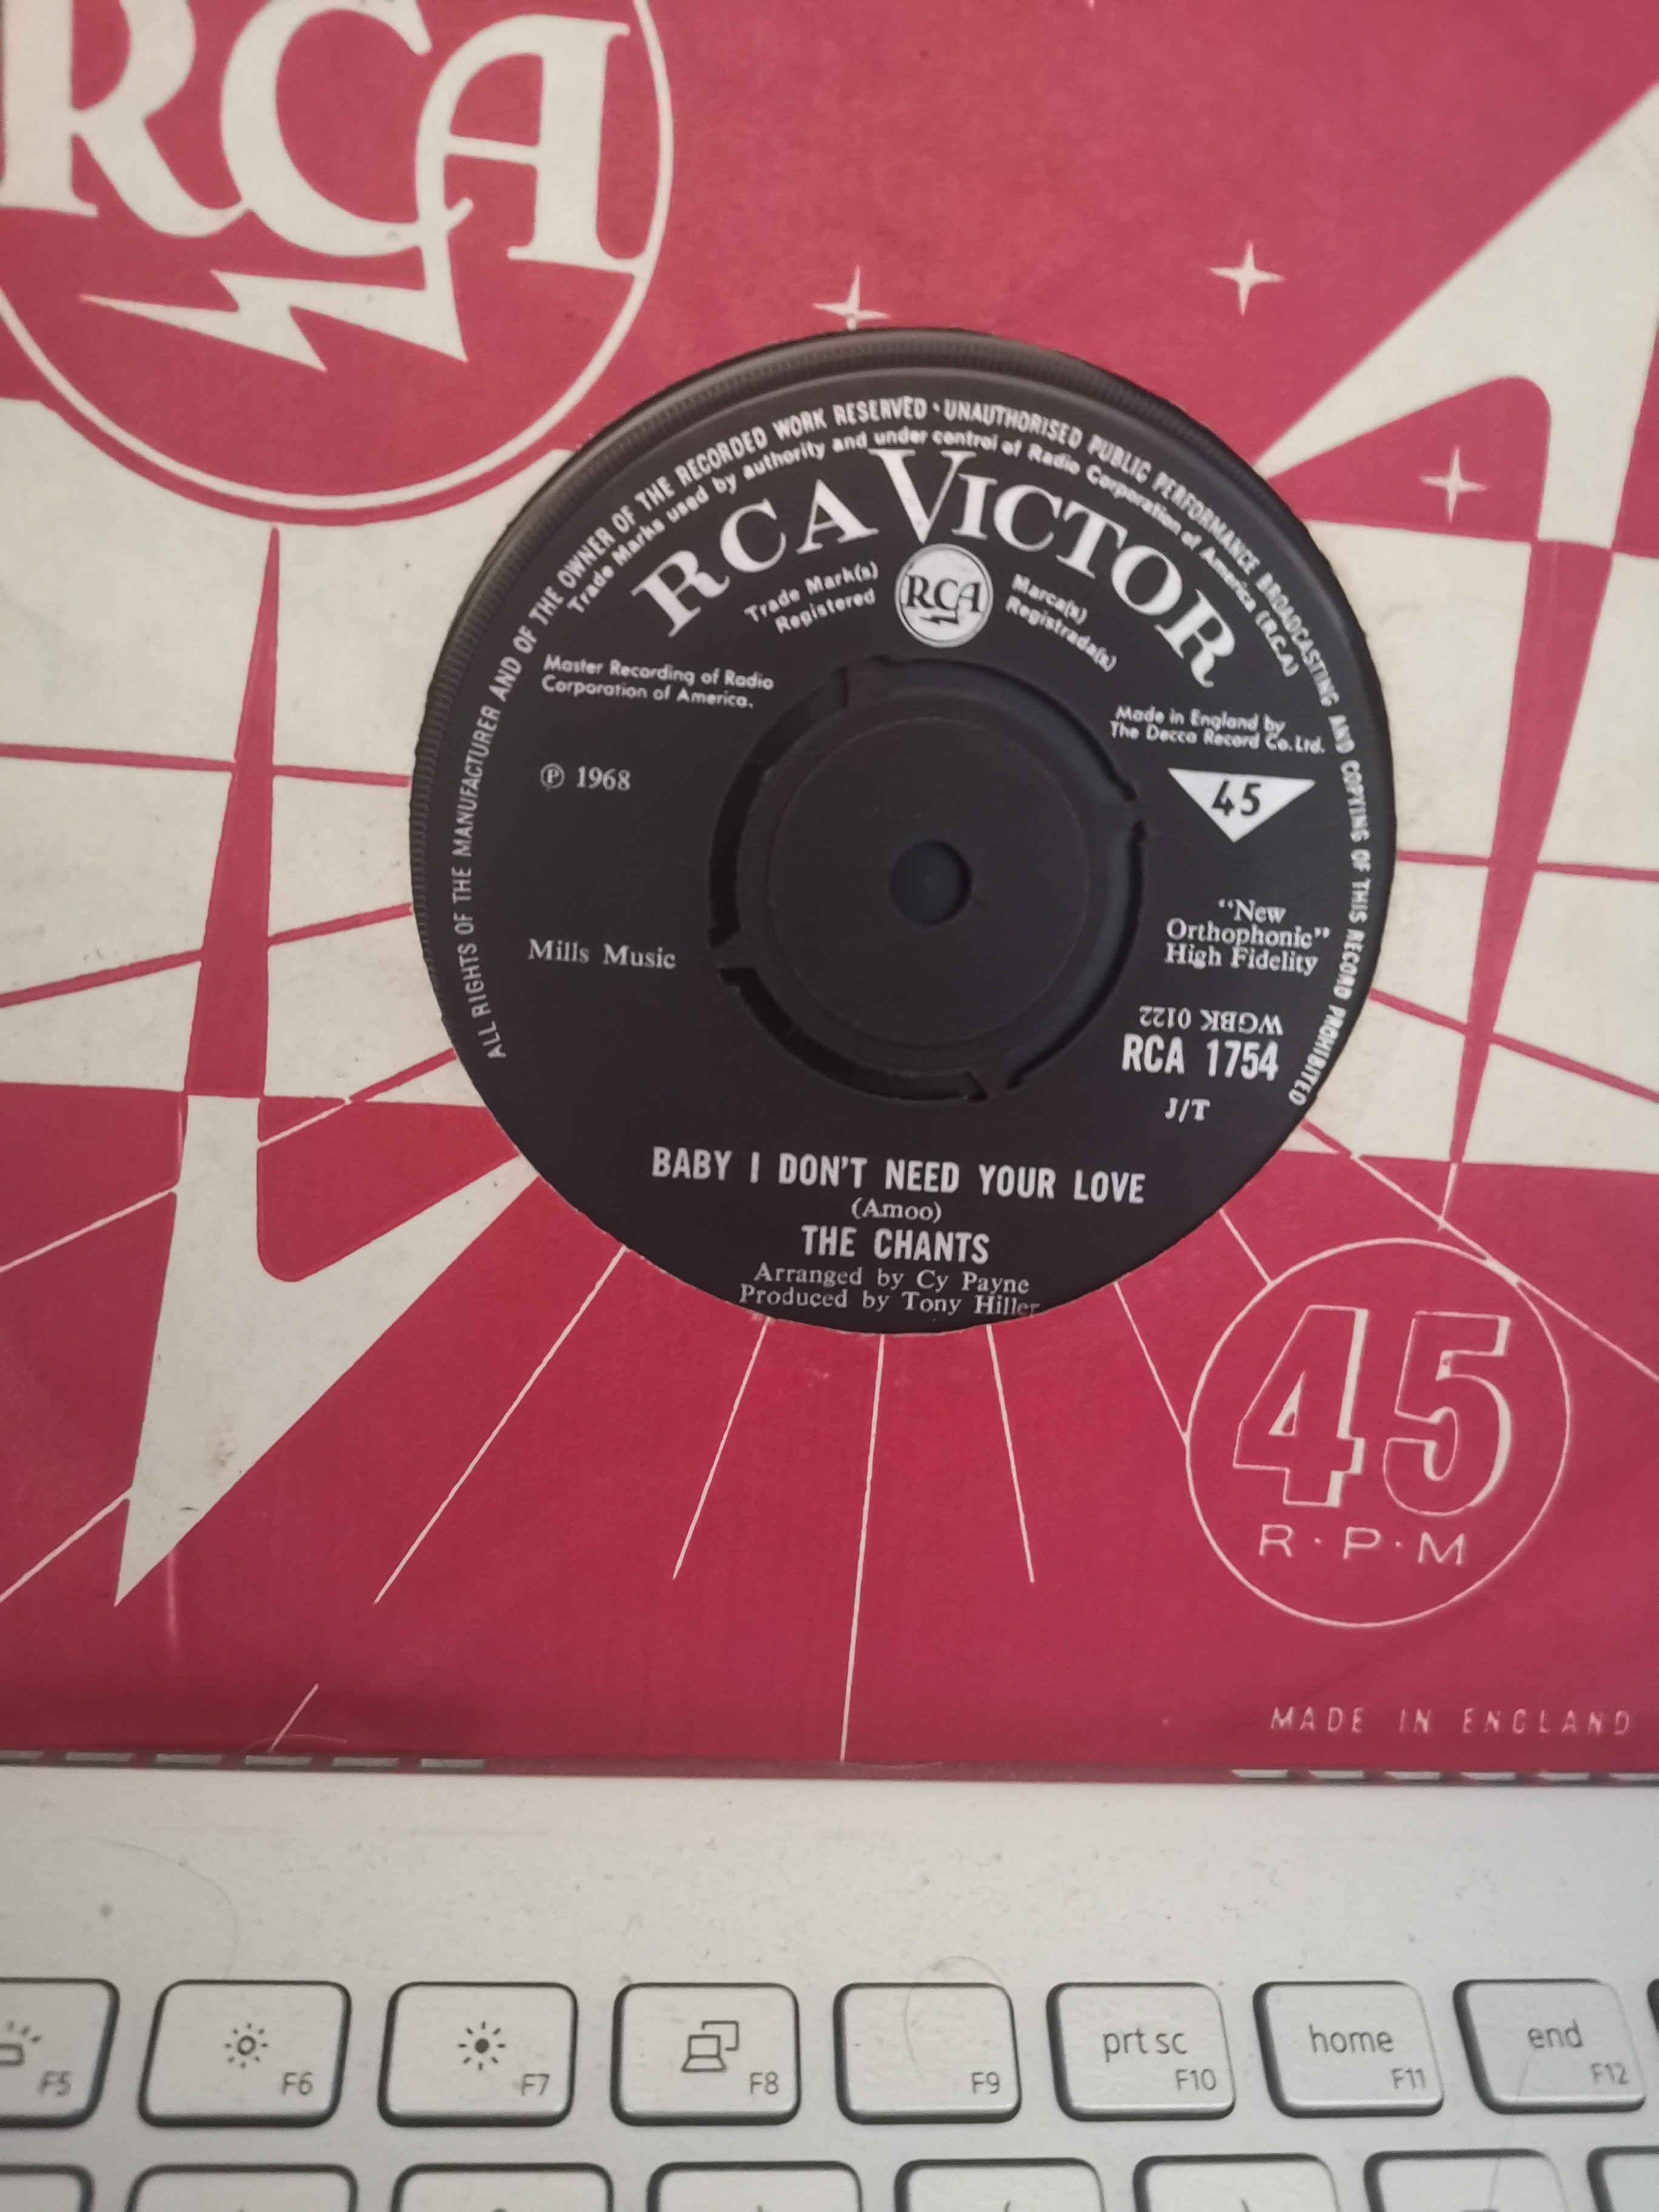 RCA
ALL RIGHTS OF THE MANUFACTURER AND OF THE OWNER OF THE RECORDED WORK RESERVED · UNAUTHORISED PUBLIC PERFORMANCE BROADCASTING AND COPYING OF THIS RECORD PROHIBITED
Trade Marks used by authority and under control of Radio Corporation of America (R.C.A)
RCA VICTOR
Trade Mark(s)
Registered
RCA
Marca(s)
Registrada(s)
Master Recording of Radio
Corporation of America.
Made in England by
The Decca Record Co. Ltd.
℗ 1968
45
Mills Music
"New
Orthophonic"
High Fidelity
WGBK 0122
RCA 1754
J/T
BABY I DON'T NEED YOUR LOVE
(Amoo)
THE CHANTS
Arranged by Cy Payne
Produced by Tony Hiller
45
R·P·M
MADE IN ENGLAND
F5
F6
F7
F8
F9
prt sc
F10
home
F11
end
F12